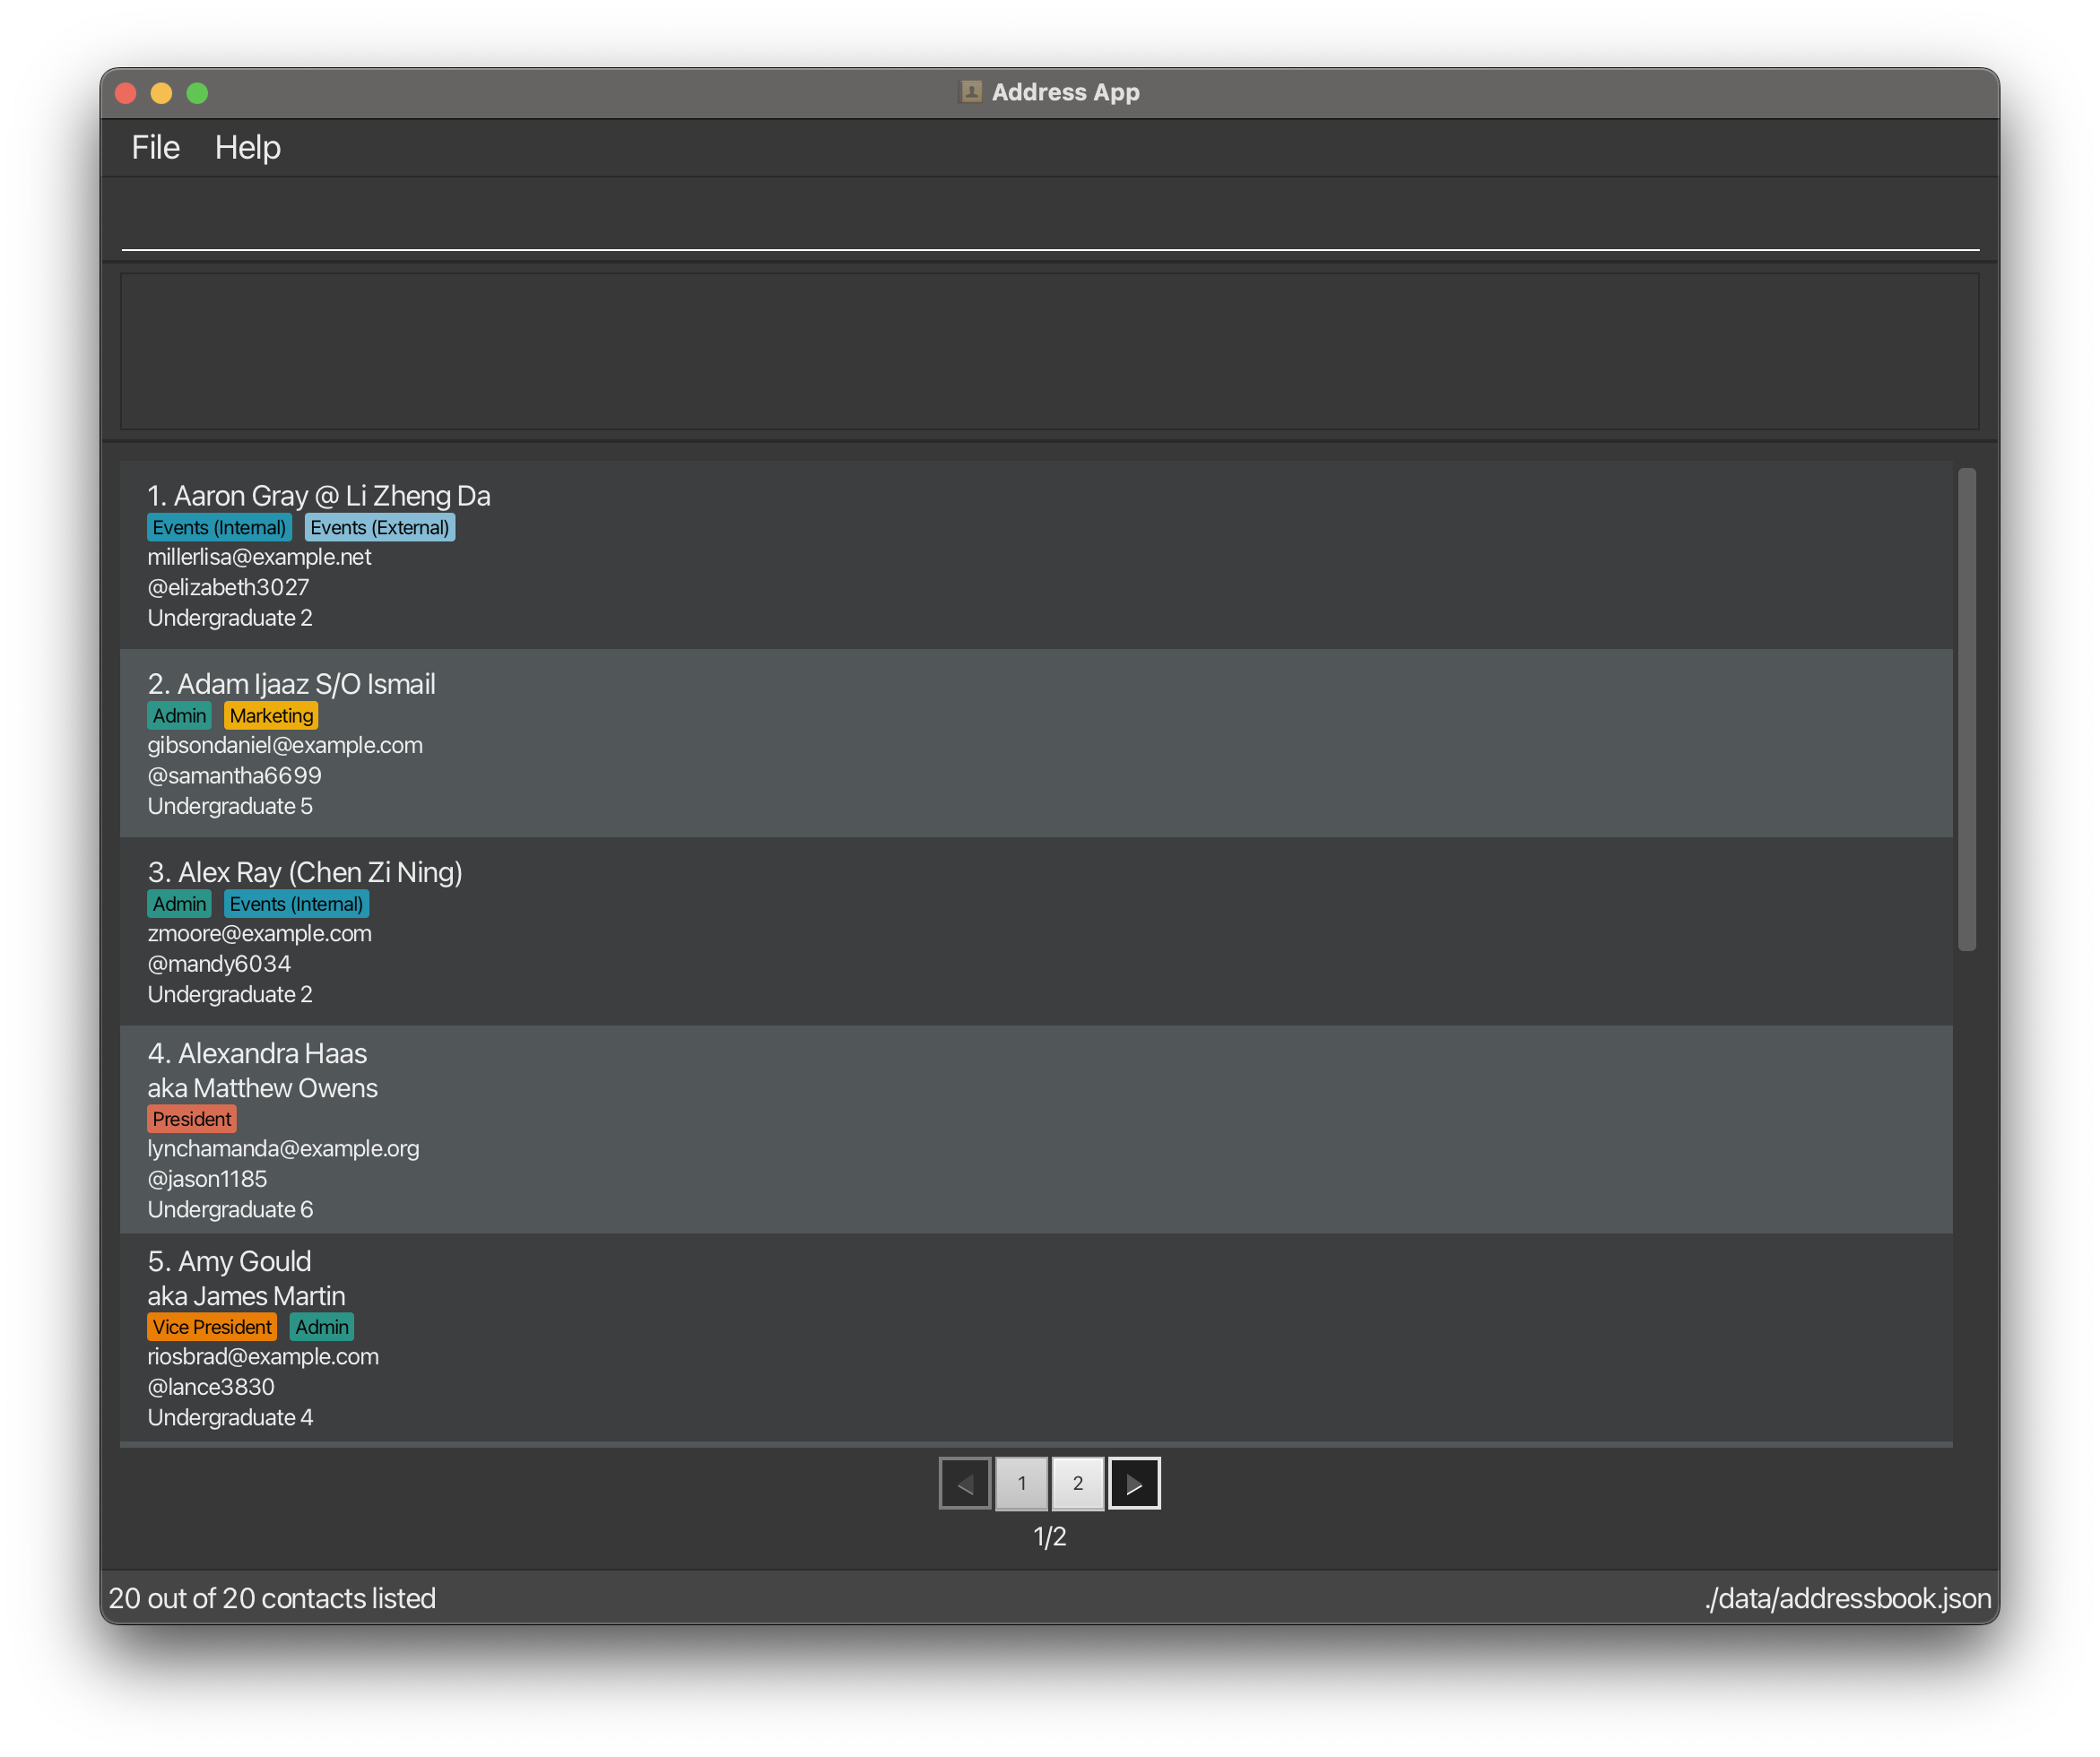 Address App
File Help
1. Aaron Gray @ Li Zheng Da
Events (Internal) Events (External)
millerlisa@example.net
@elizabeth3027
Undergraduate 2
2. Adam Ijaaz S/O Ismail
Admin Marketing
gibsondaniel@example.com
@samantha6699
Undergraduate 5
3. Alex Ray (Chen Zi Ning)
Admin Events (Internal)
zmoore@example.com
@mandy6034
Undergraduate 2
4. Alexandra Haas
aka Matthew Owens
President
lynchamanda@example.org
@jason1185
Undergraduate 6
5. Amy Gould
aka James Martin
Vice President Admin
riosbrad@example.com
@lance3830
Undergraduate 4
1 2
1/2
20 out of 20 contacts listed ./data/addressbook.json